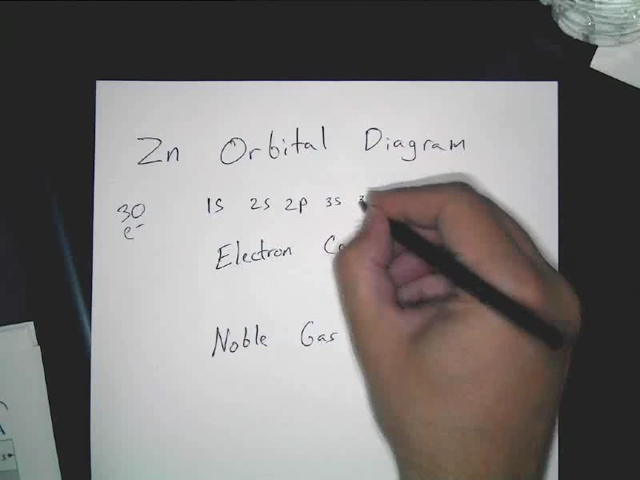 Zn Orbital Diagram
30 1s 2s 2p 3s
e⁻
Electron
Noble Gas